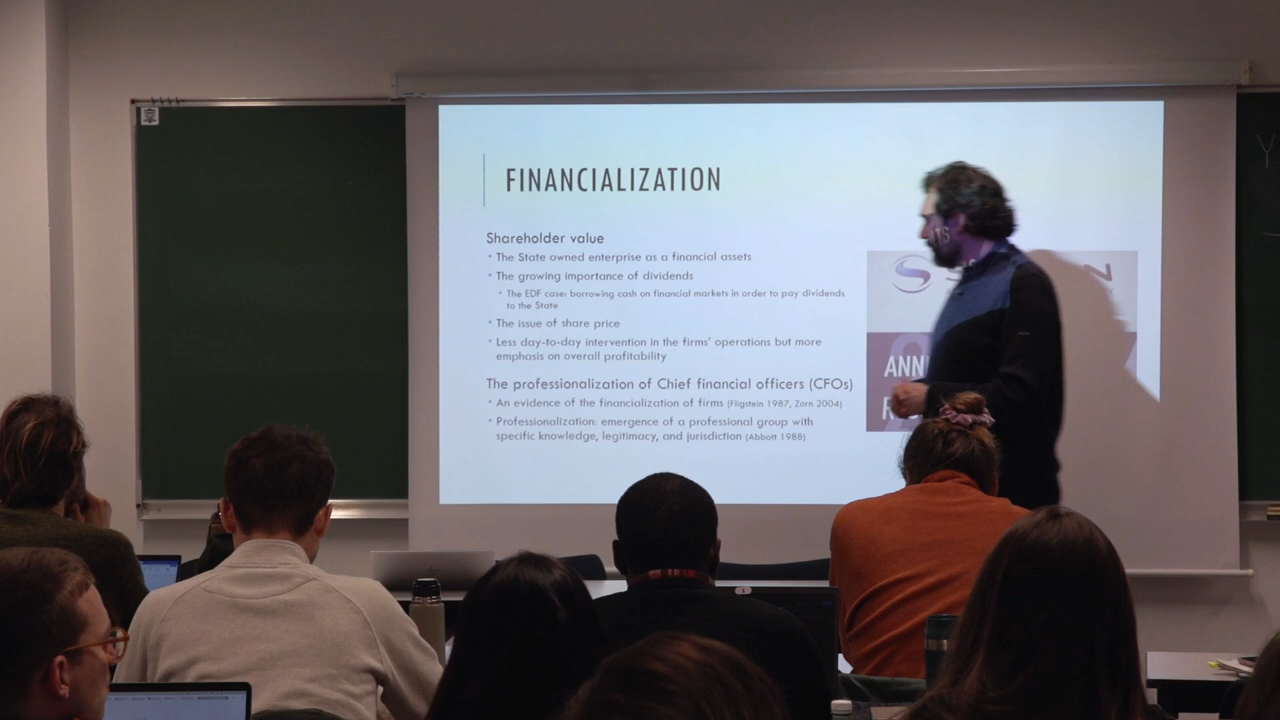 FINANCIALIZATION
Shareholder value
The State owned enterprise as a financial assets
The growing importance of dividends
The EDF case: borrowing cash on financial markets in order to pay dividends
to the State
The issue of share price
Less day-to-day intervention in the firms' operations but more
emphasis on overall profitability
The professionalization of Chief financial officers (CFOs)
An evidence of the financialization of firms (Fligstein 1987, Zorn 2004)
Professionalization: emergence of a professional group with
specific knowledge, legitimacy, and jurisdiction (Abbott 1988)